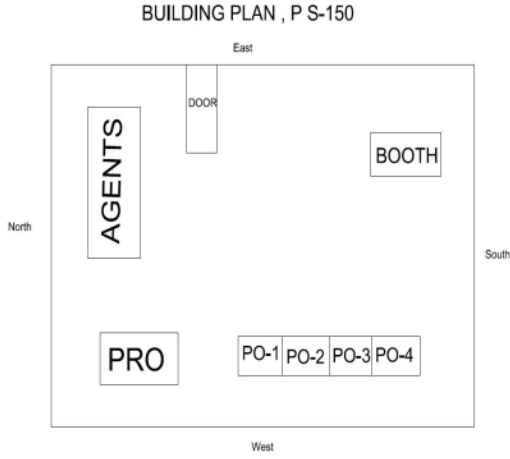 BUILDING PLAN , P S-150
East
DOOR
AGENTS
BOOTH
North
South
PRO
PO-1 PO-2 PO-3 PO-4
West